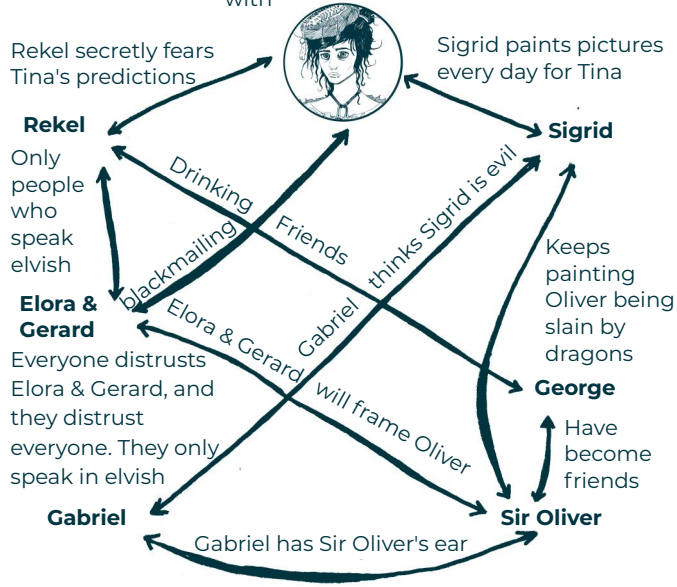 with
Rekel secretly fears
Tina's predictions
Sigrid paints pictures
every day for Tina
Rekel
Sigrid
Only
people
who
speak
elvish
Drinking Friends
blackmailing
Gabriel thinks Sigrid is evil
Keeps
painting
Oliver being
slain by
dragons
Elora &
Gerard
Elora & Gerard will frame Oliver
Everyone distrusts
Elora & Gerard, and
they distrust
everyone. They only
speak in elvish
George
Have
become
friends
Gabriel
Sir Oliver
Gabriel has Sir Oliver's ear